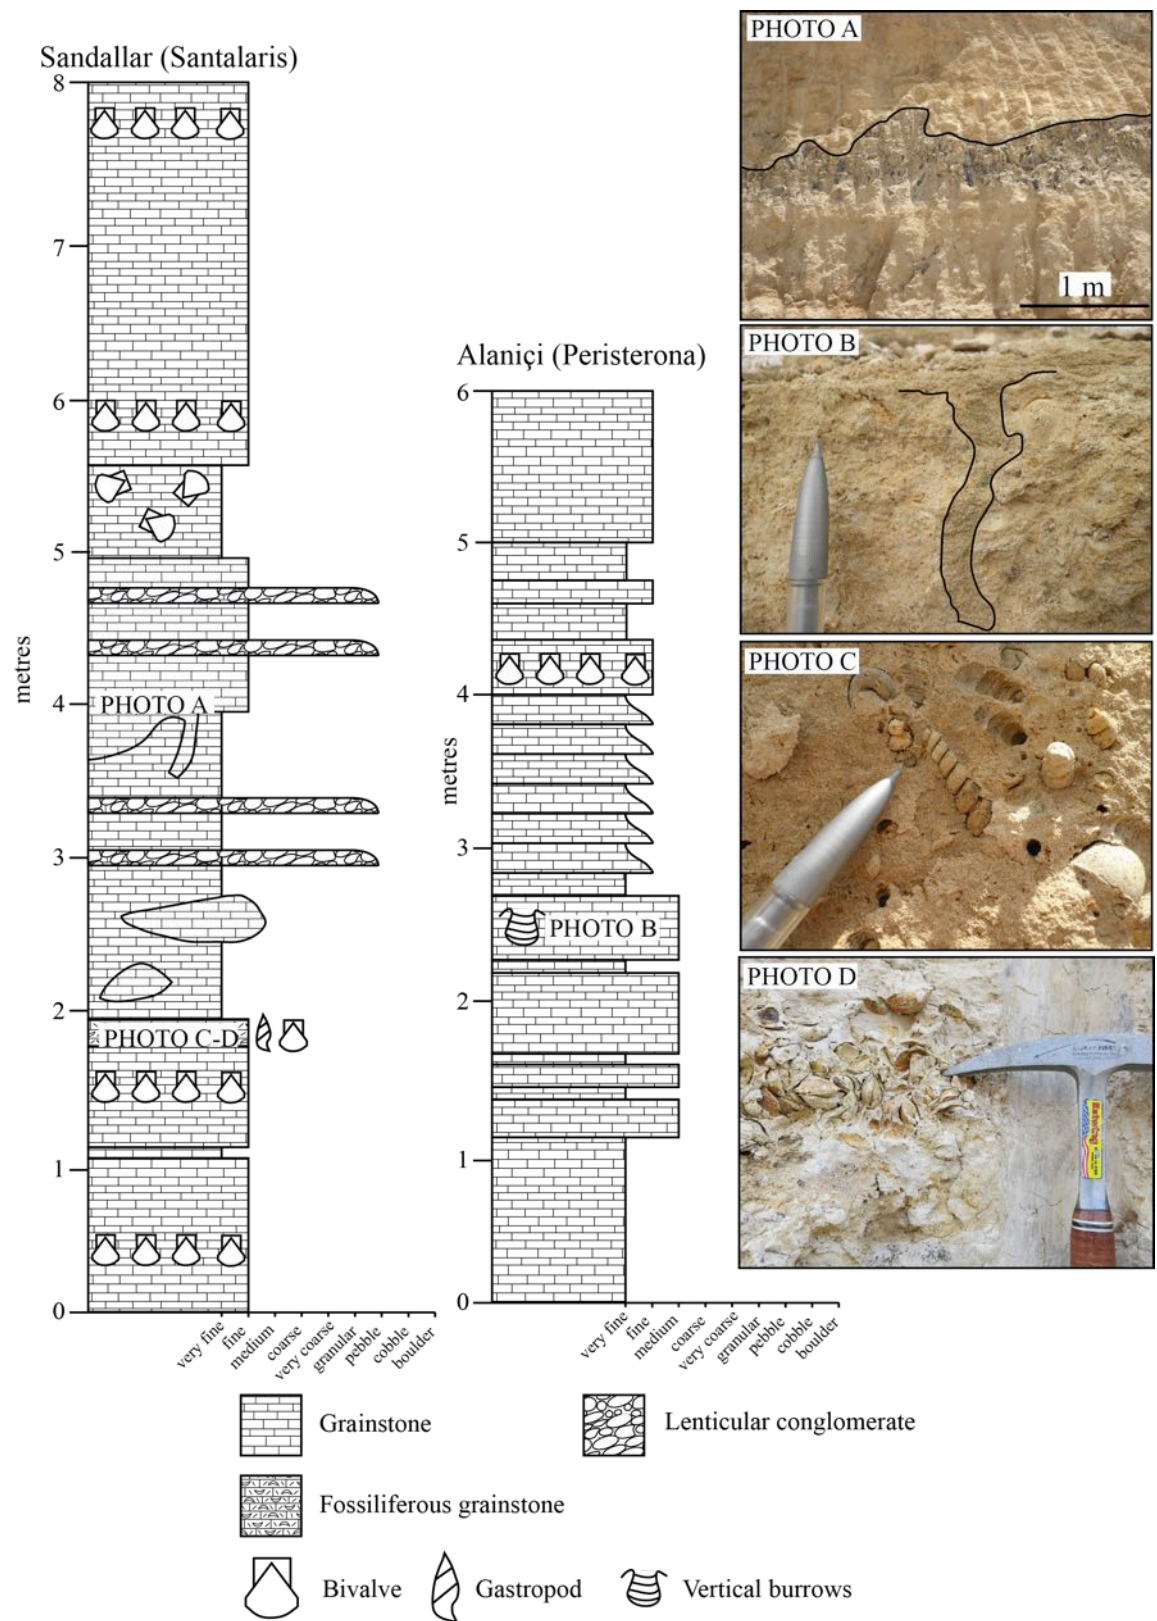 Sandallar (Santalaris)
8
7
6
5
4
3
2
1
0
metres
PHOTO A
PHOTO C-D
very fine
fine
medium
coarse
very coarse
granular
pebble
cobble
boulder
Alaniçi (Peristerona)
6
5
4
3
2
1
0
metres
PHOTO B
very fine
fine
medium
coarse
very coarse
granular
pebble
cobble
boulder
PHOTO A
1 m
PHOTO B
PHOTO C
PHOTO D
Estwing
Grainstone
Lenticular conglomerate
Fossiliferous grainstone
Bivalve
Gastropod
Vertical burrows